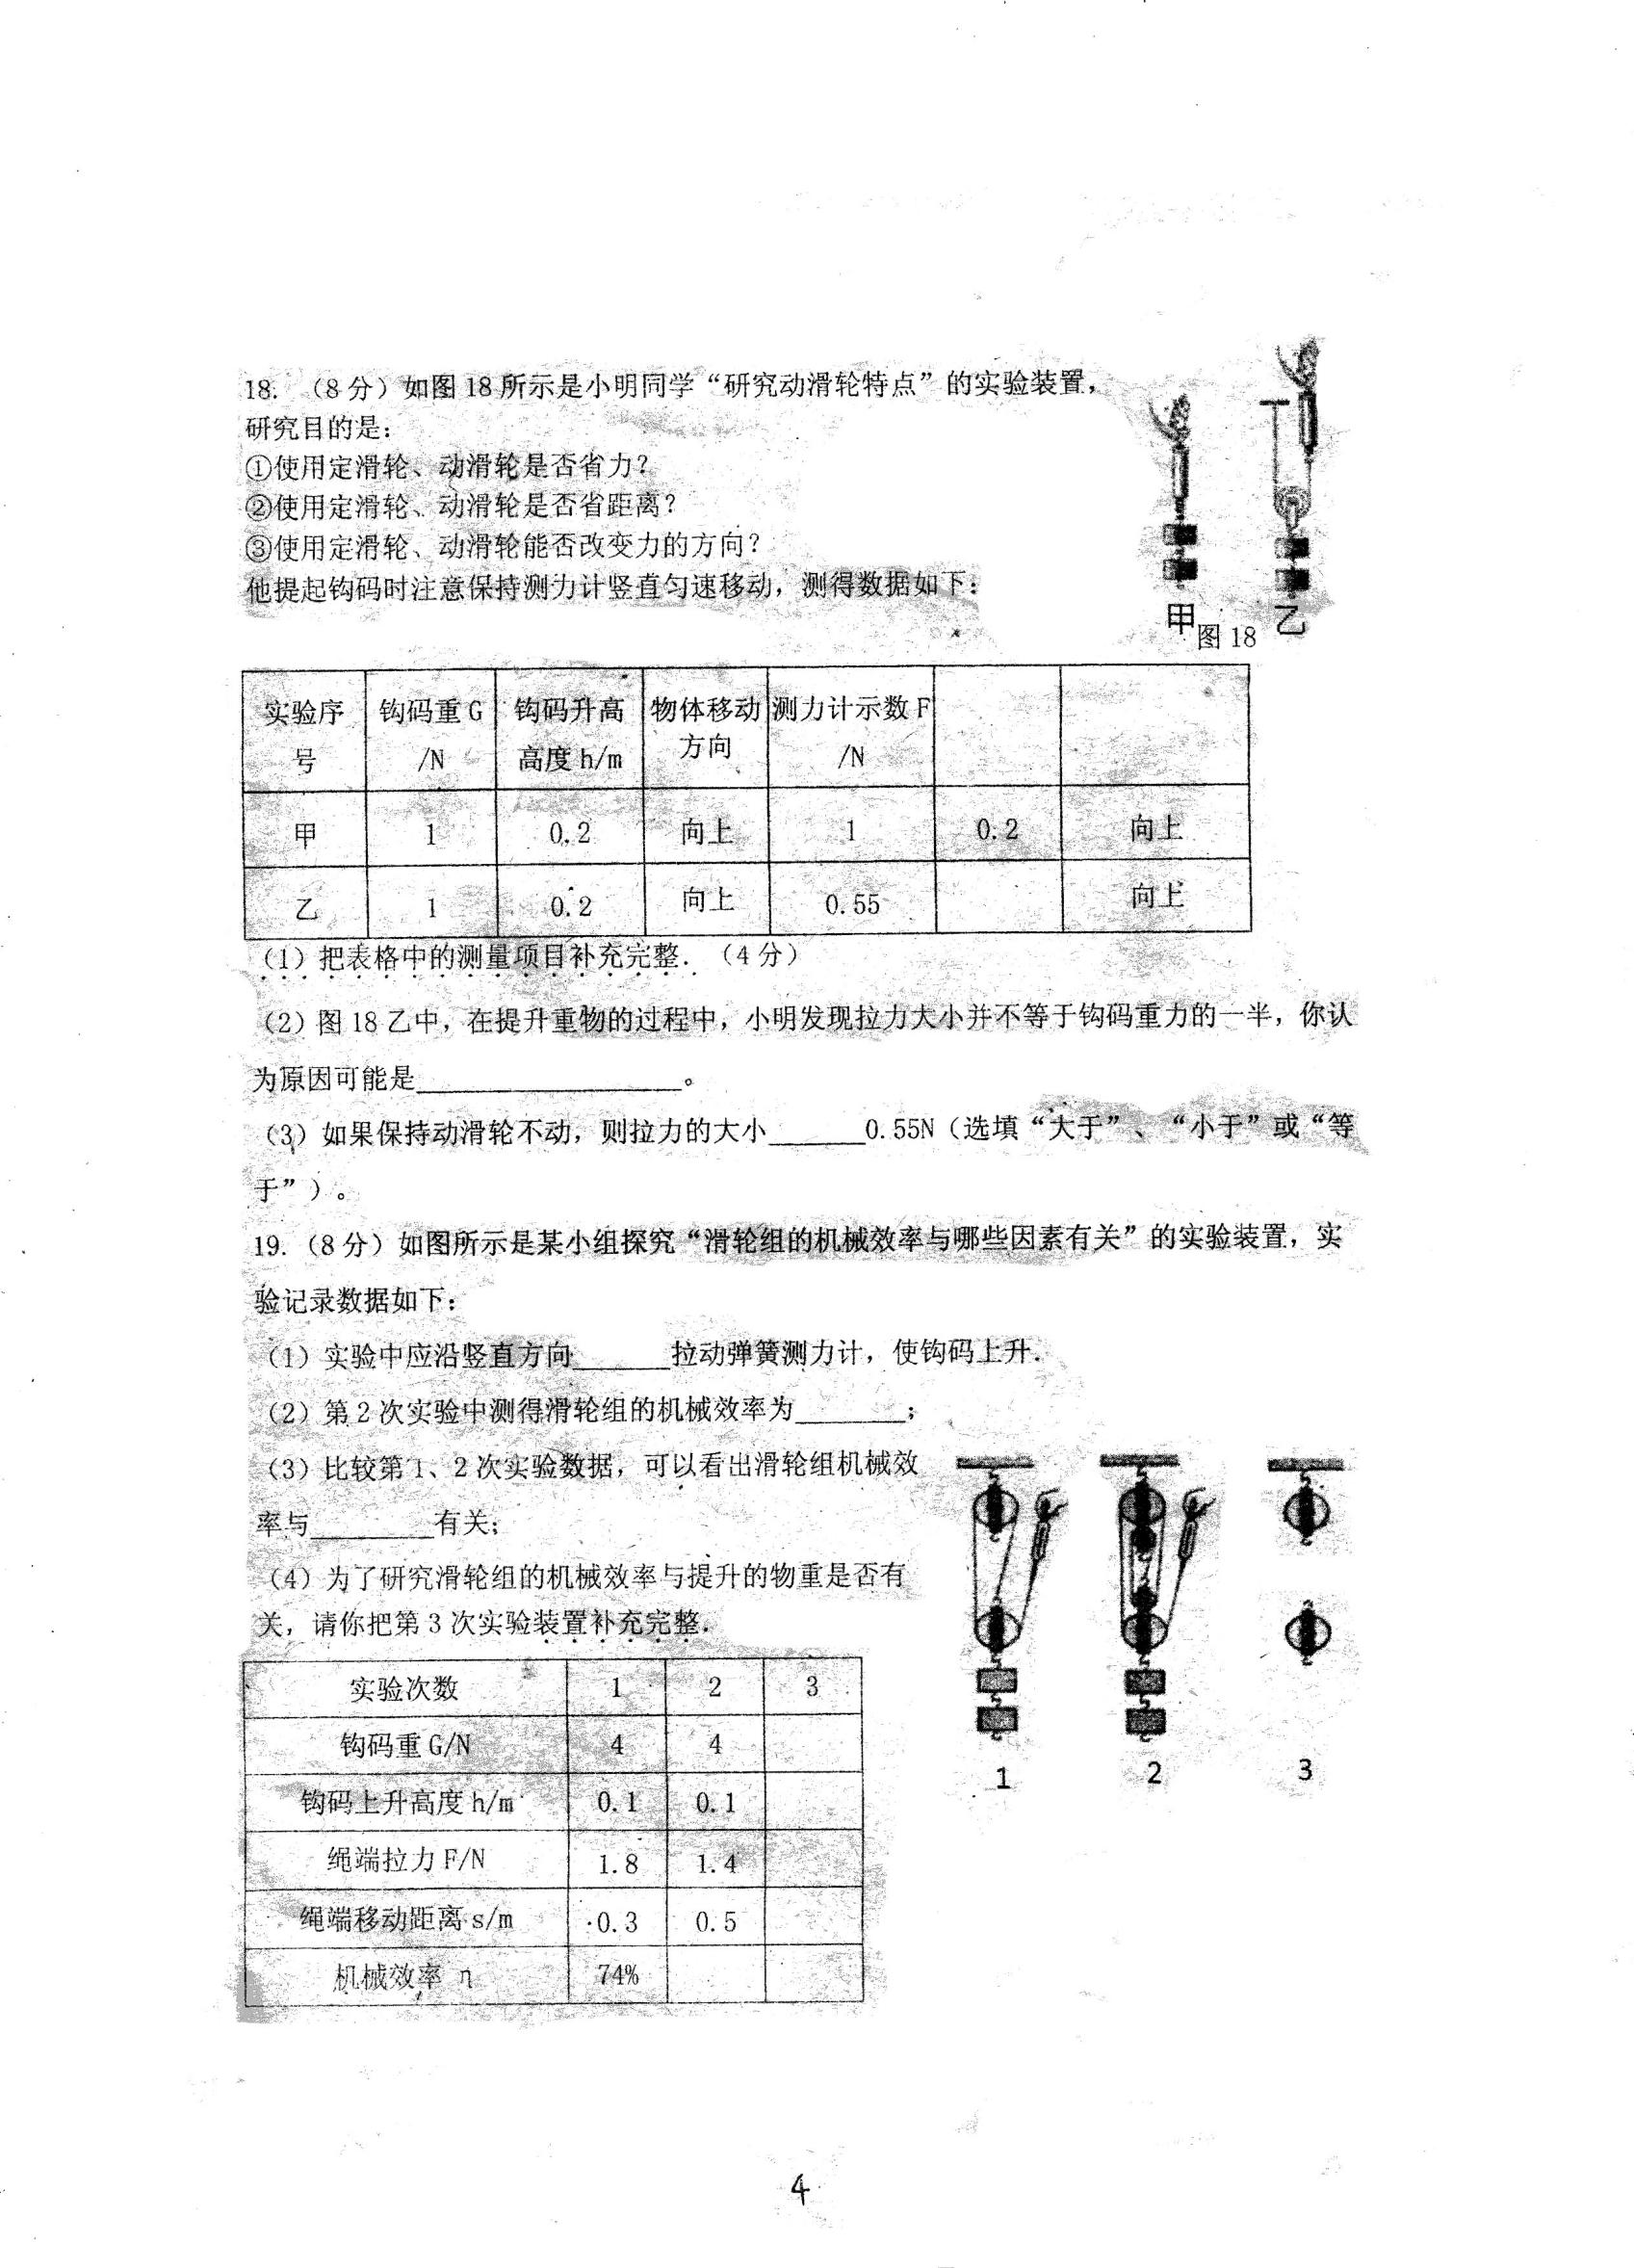 18. （8分）如图18所示是小明同学“研究动滑轮特点”的实验装置，
研究目的是：
①使用定滑轮、动滑轮是否省力？
②使用定滑轮、动滑轮是否省距离？
③使用定滑轮、动滑轮能否改变力的方向？
他提起钩码时注意保持测力计竖直匀速移动，测得数据如下：
甲 图18 乙
实验序号 钩码重G/N 钩码升高高度h/m 物体移动方向 测力计示数F/N
甲 1 0.2 向上 1 0.2 向上
乙 1 0.2 向上 0.55 向上
（1）把表格中的测量项目补充完整．（4分）
（2）图18乙中，在提升重物的过程中，小明发现拉力大小并不等于钩码重力的一半，你认
为原因可能是____________________。
（3）如果保持动滑轮不动，则拉力的大小_______0.55N（选填“大于”、“小于”或“等
于”）。
19.（8分）如图所示是某小组探究“滑轮组的机械效率与哪些因素有关”的实验装置，实
验记录数据如下：
（1）实验中应沿竖直方向_______拉动弹簧测力计，使钩码上升．
（2）第2次实验中测得滑轮组的机械效率为________；
（3）比较第1、2次实验数据，可以看出滑轮组机械效
率与_________有关；
（4）为了研究滑轮组的机械效率与提升的物重是否有
关，请你把第3次实验装置补充完整．
实验次数 1 2 3
钩码重G/N 4 4
钩码上升高度h/m 0.1 0.1
绳端拉力F/N 1.8 1.4
绳端移动距离s/m 0.3 0.5
机械效率 η 74%
1 2 3
4